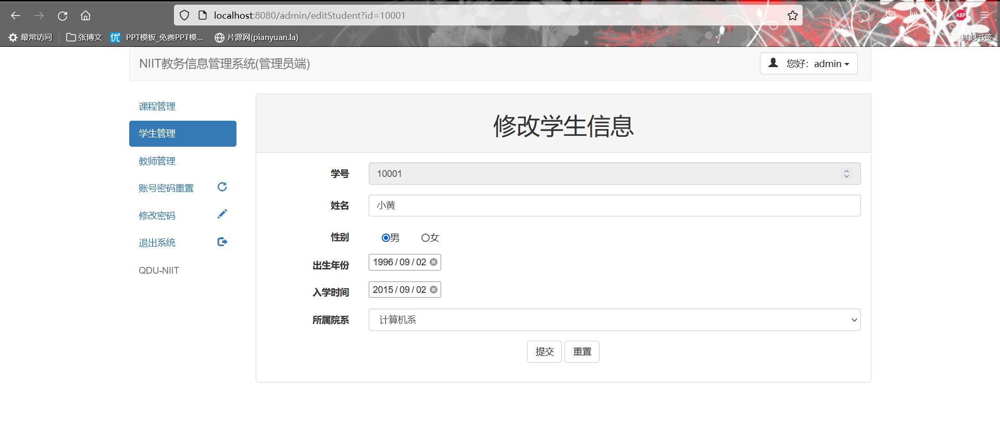 localhost:8080/admin/editStudent?id=10001
ABP
最常访问 张博文 优 PPT模板_免费PPT模... 片源网(pianyuan.la) 其他书签
NIIT教务信息管理系统(管理员端) 您好：admin
课程管理
学生管理
教师管理
账号密码重置
修改密码
退出系统
QDU-NIIT
修改学生信息
学号 10001
姓名 小黄
性别 男 女
出生年份 1996 / 09 / 02
入学时间 2015 / 09 / 02
所属院系 计算机系
提交 重置